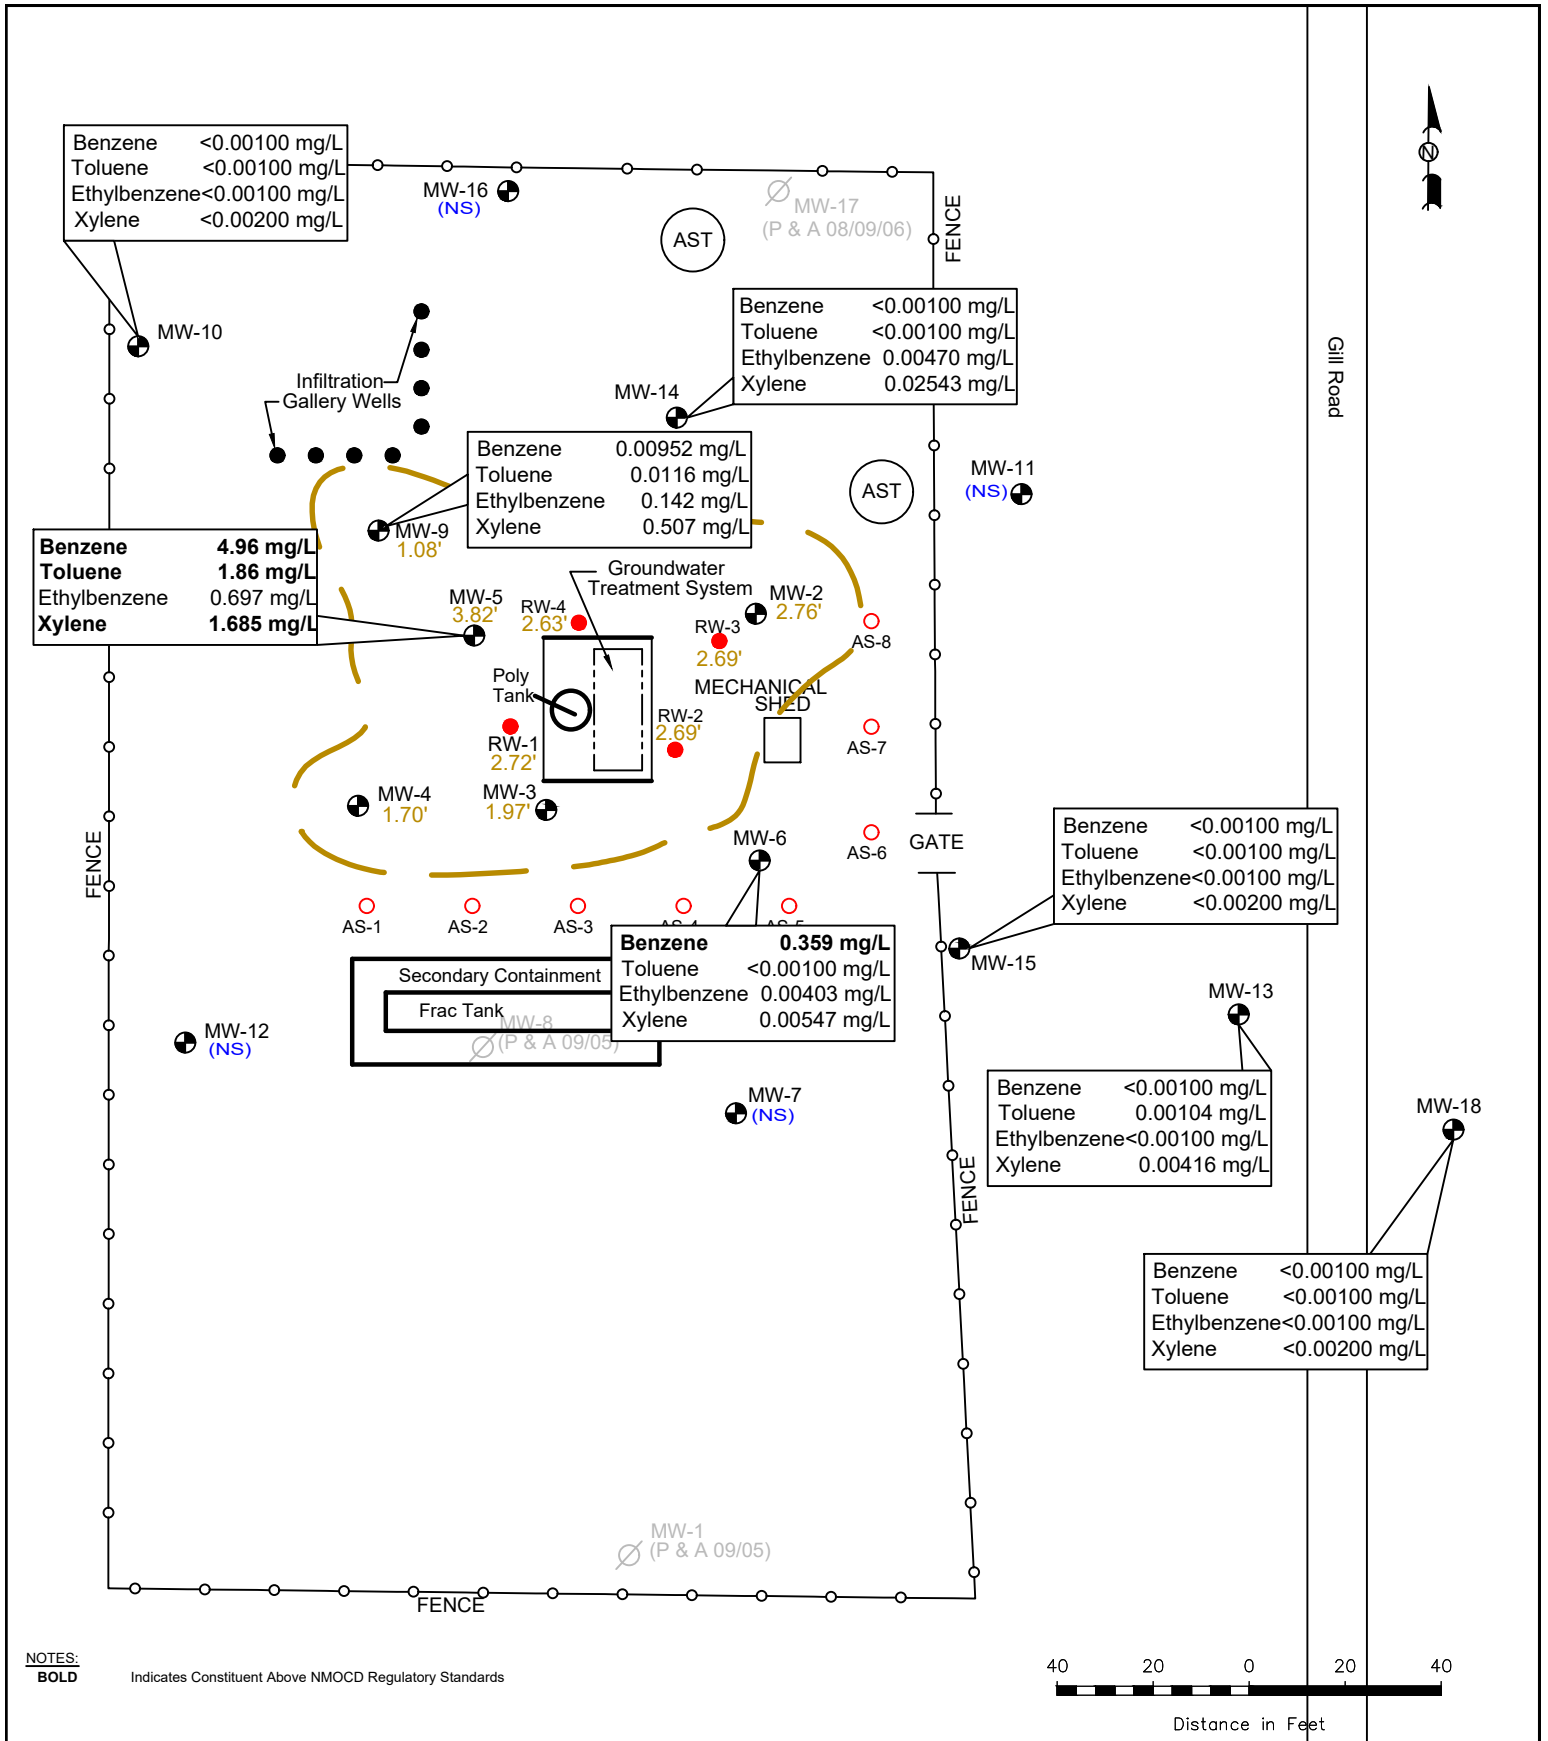 Benzene <0.00100 mg/L
Toluene <0.00100 mg/L
Ethylbenzene<0.00100 mg/L
Xylene <0.00200 mg/L
MW-16
(NS)
MW-17
(P & A 08/09/06)
AST
FENCE
N
MW-10
Benzene <0.00100 mg/L
Toluene <0.00100 mg/L
Ethylbenzene 0.00470 mg/L
Xylene 0.02543 mg/L
Gill Road
Infiltration
Gallery Wells
MW-14
Benzene 0.00952 mg/L
Toluene 0.0116 mg/L
Ethylbenzene 0.142 mg/L
Xylene 0.507 mg/L
AST
MW-11
(NS)
MW-9
1.08'
Benzene 4.96 mg/L
Toluene 1.86 mg/L
Ethylbenzene 0.697 mg/L
Xylene 1.685 mg/L
Groundwater
Treatment System
MW-5
3.82'
RW-4
2.63'
MW-2
2.76'
RW-3
2.69'
AS-8
Poly
Tank
MECHANICAL
SHED
RW-1
2.72'
RW-2
2.69'
AS-7
MW-4
1.70'
MW-3
1.97'
MW-6
AS-6
GATE
FENCE
Benzene <0.00100 mg/L
Toluene <0.00100 mg/L
Ethylbenzene<0.00100 mg/L
Xylene <0.00200 mg/L
AS-1
AS-2
AS-3
AS-4
AS-5
Benzene 0.359 mg/L
Toluene <0.00100 mg/L
Ethylbenzene 0.00403 mg/L
Xylene 0.00547 mg/L
MW-15
Secondary Containment
Frac Tank
MW-8
(P & A 09/05)
MW-13
MW-12
(NS)
Benzene <0.00100 mg/L
Toluene 0.00104 mg/L
Ethylbenzene<0.00100 mg/L
Xylene 0.00416 mg/L
MW-7
(NS)
MW-18
FENCE
Benzene <0.00100 mg/L
Toluene <0.00100 mg/L
Ethylbenzene<0.00100 mg/L
Xylene <0.00200 mg/L
MW-1
(P & A 09/05)
FENCE
NOTES:
BOLD Indicates Constituent Above NMOCD Regulatory Standards
40 20 0 20 40
Distance in Feet